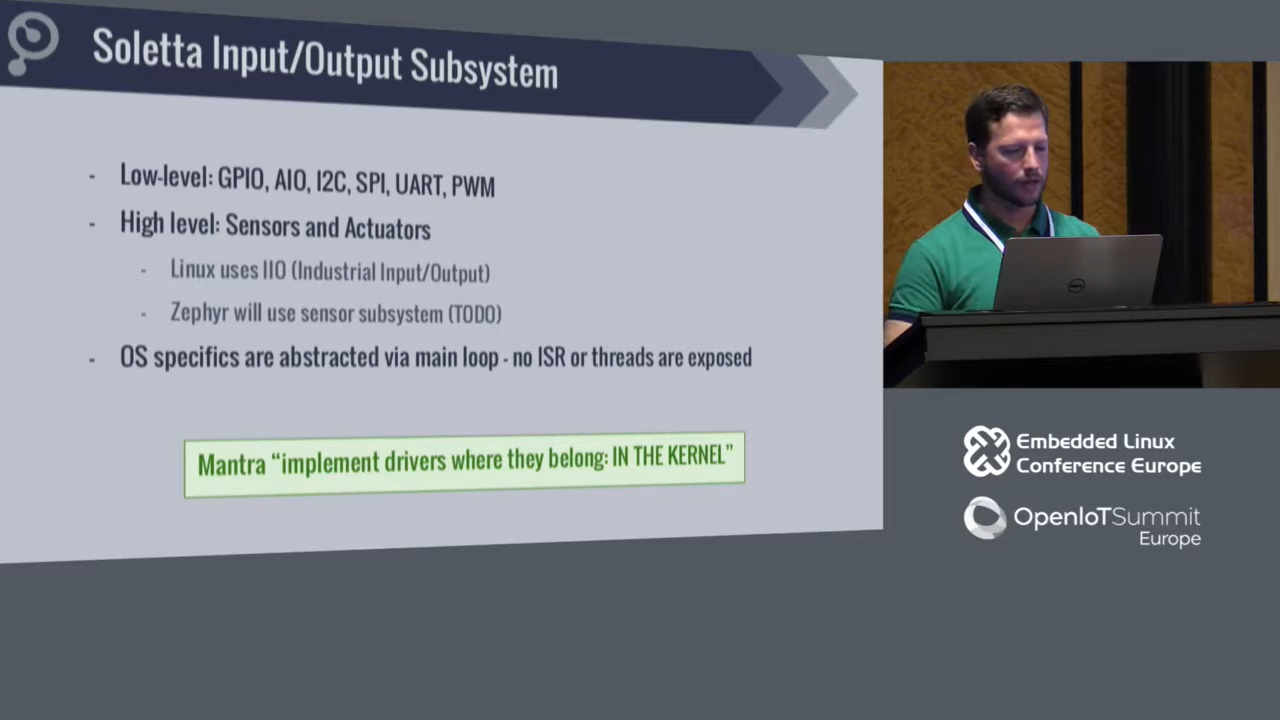 Soletta Input/Output Subsystem
- Low-level: GPIO, AIO, I2C, SPI, UART, PWM
- High level: Sensors and Actuators
- Linux uses IIO (Industrial Input/Output)
- Zephyr will use sensor subsystem (TODO)
- OS specifics are abstracted via main loop - no ISR or threads are exposed
Mantra “implement drivers where they belong: IN THE KERNEL”
DELL
Embedded Linux
Conference Europe
OpenIoTSummit
Europe